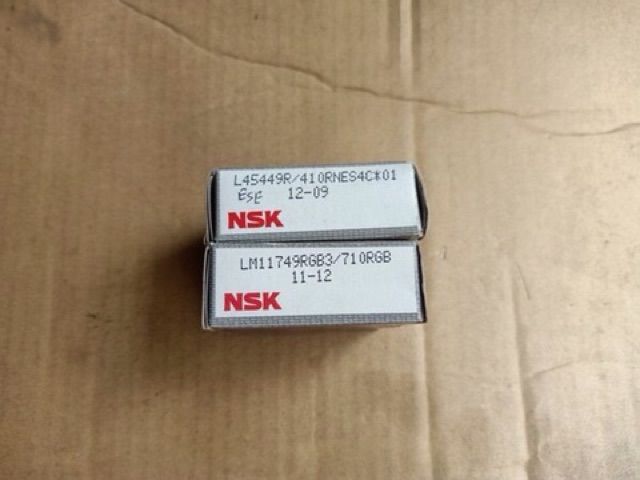 L45449R/410RNES4C*01
ESE 12-09
NSK
LM11749RGB3/710RGB
11-12
NSK